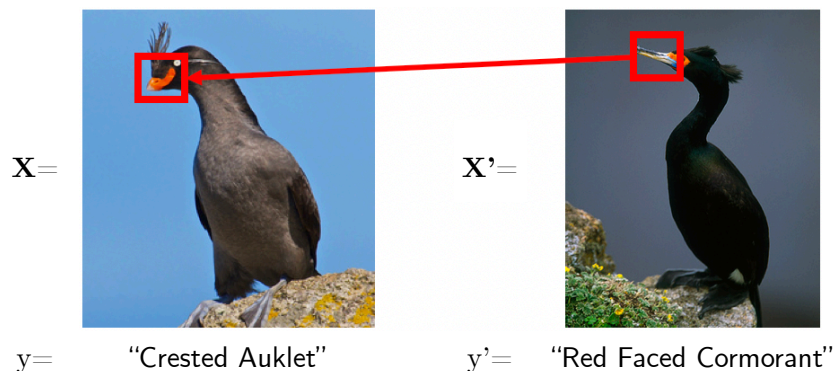 X=
X'=
y=
"Crested Auklet"
y'=
"Red Faced Cormorant"